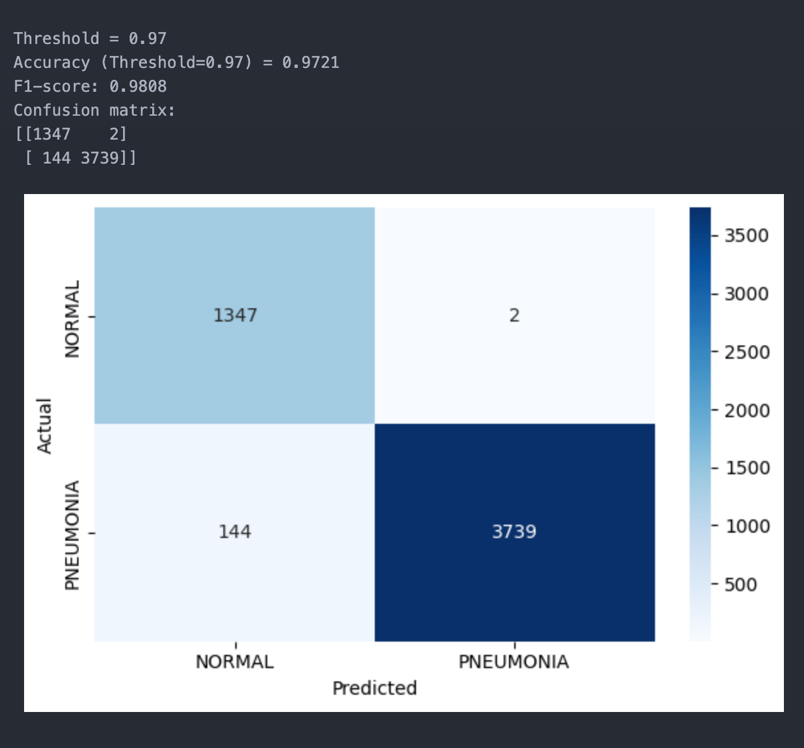 Threshold = 0.97
Accuracy (Threshold=0.97) = 0.9721
F1-score: 0.9808
Confusion matrix:
[[1347    2]
 [ 144 3739]]
NORMAL
1347
2
3500
3000
2500
2000
1500
1000
500
Actual
PNEUMONIA
144
3739
NORMAL
PNEUMONIA
Predicted